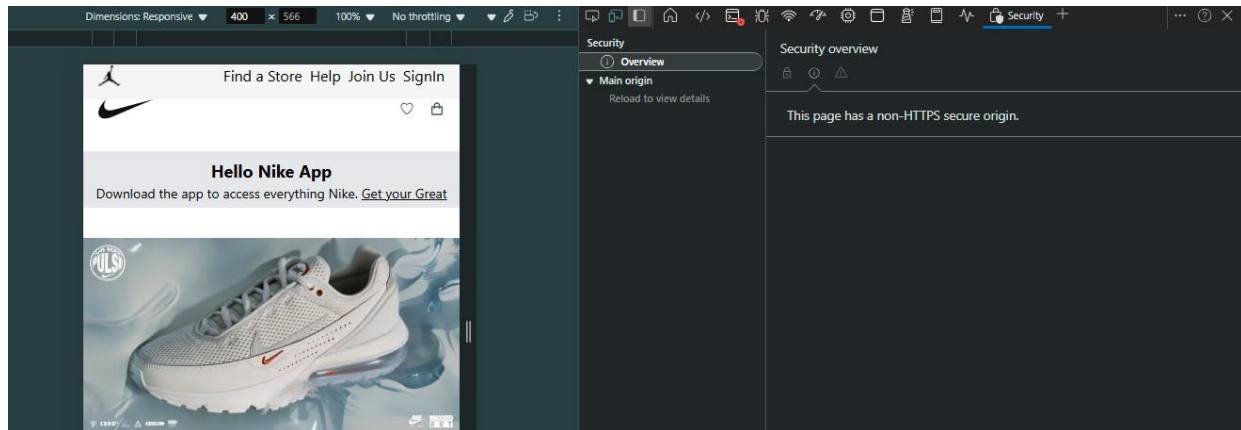 Dimensions: Responsive 400 × 566 100% No throttling
Security
Security
Overview
Main origin
Reload to view details
Security overview
This page has a non-HTTPS secure origin.
Find a Store Help Join Us SignIn
Hello Nike App
Download the app to access everything Nike. Get your Great
PULSE